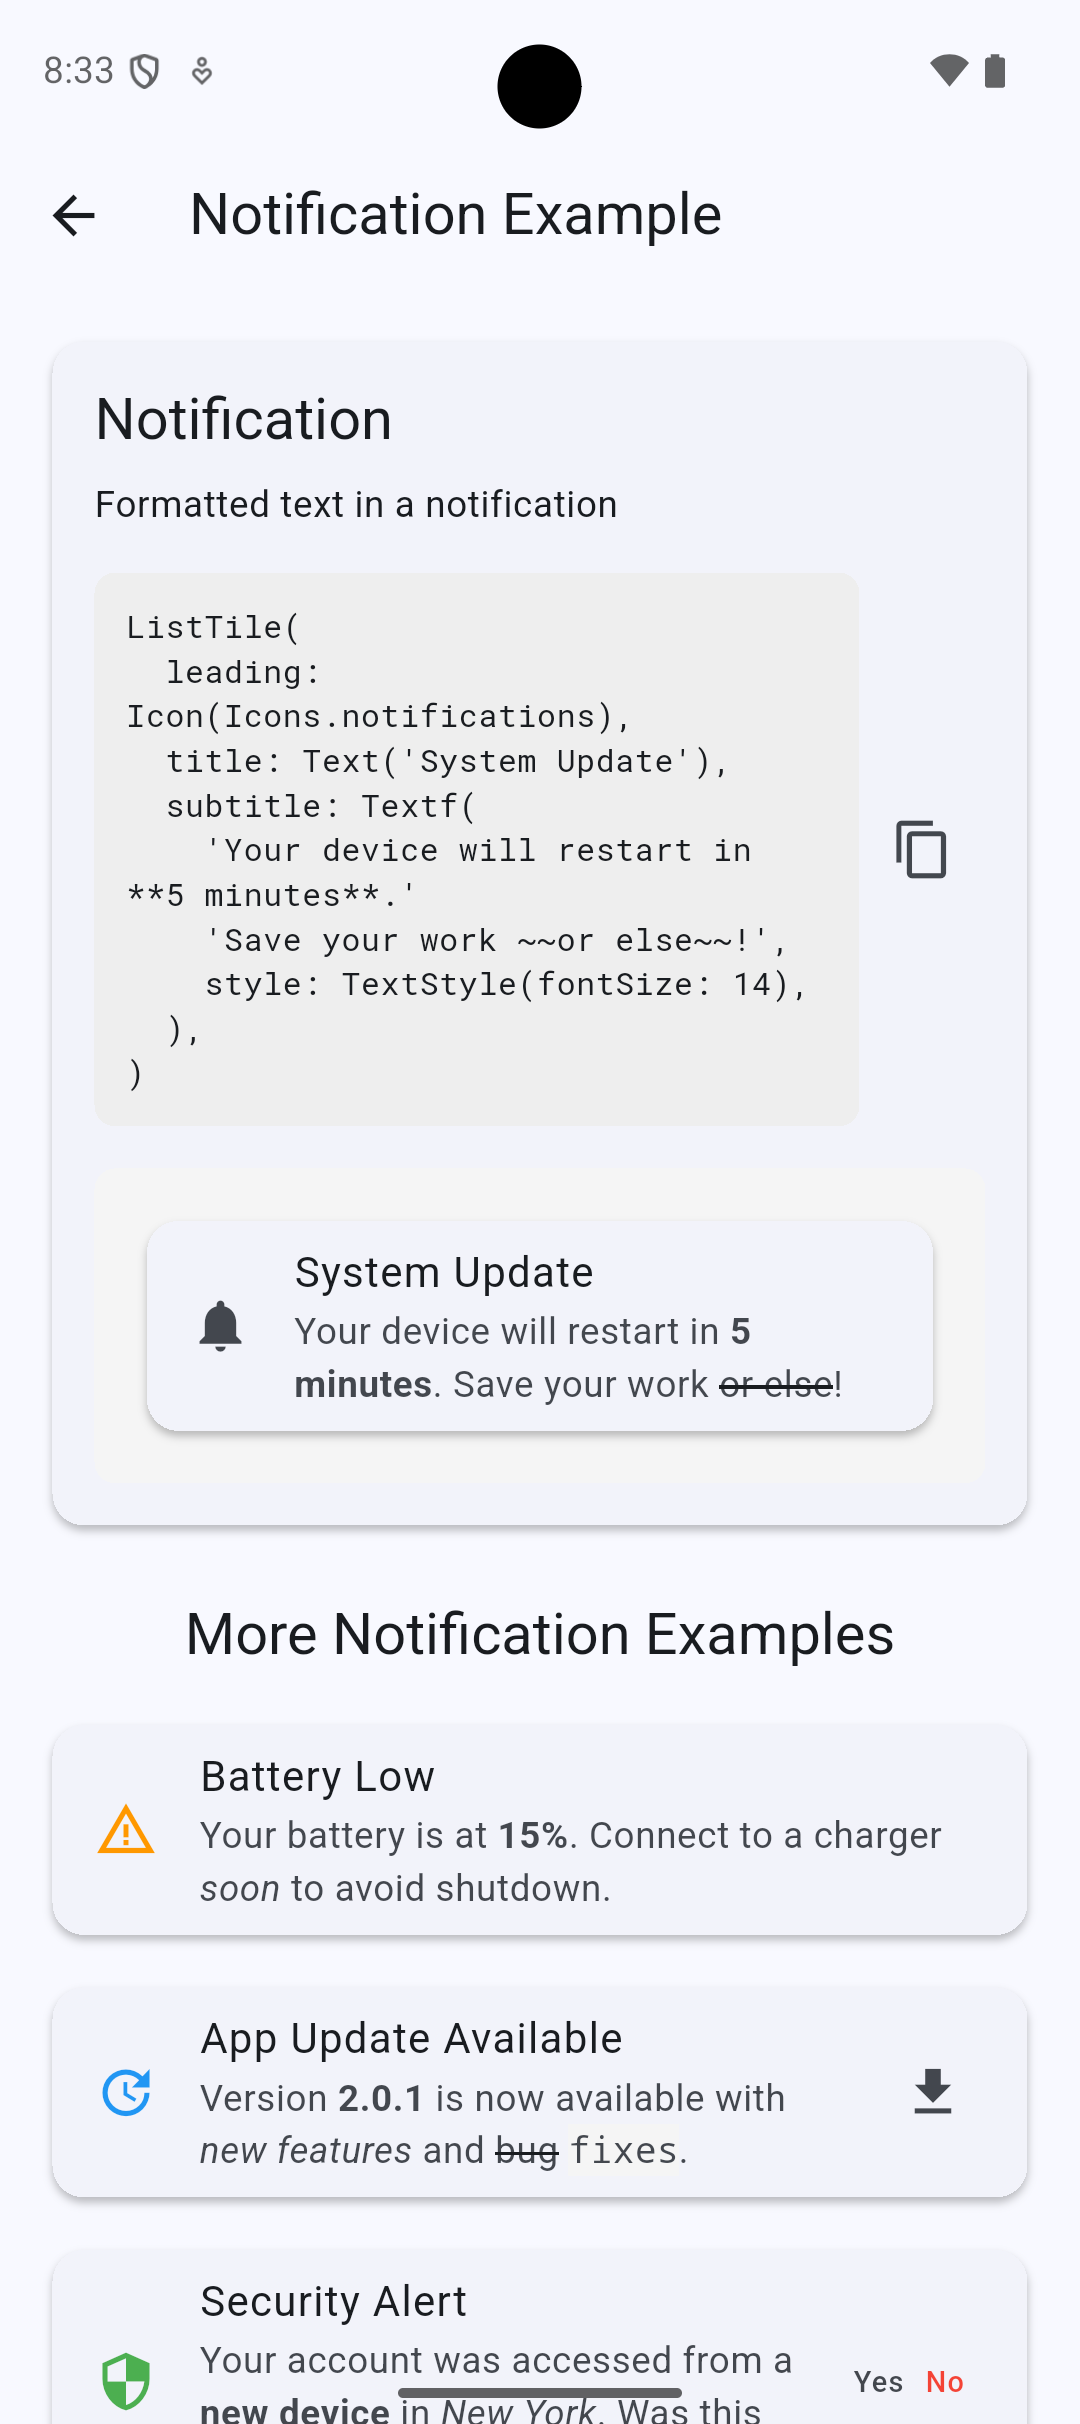 8:33
Notification Example
Notification
Formatted text in a notification
ListTile(
  leading:
Icon(Icons.notifications),
  title: Text('System Update'),
  subtitle: Textf(
    'Your device will restart in
**5 minutes**.'
    'Save your work ~~or else~~!',
    style: TextStyle(fontSize: 14),
  ),
)
System Update
Your device will restart in 5
minutes. Save your work or else!
More Notification Examples
Battery Low
Your battery is at 15%. Connect to a charger
soon to avoid shutdown.
App Update Available
Version 2.0.1 is now available with
new features and bug fixes.
Security Alert
Your account was accessed from a
Yes No
new device in New York. Was this